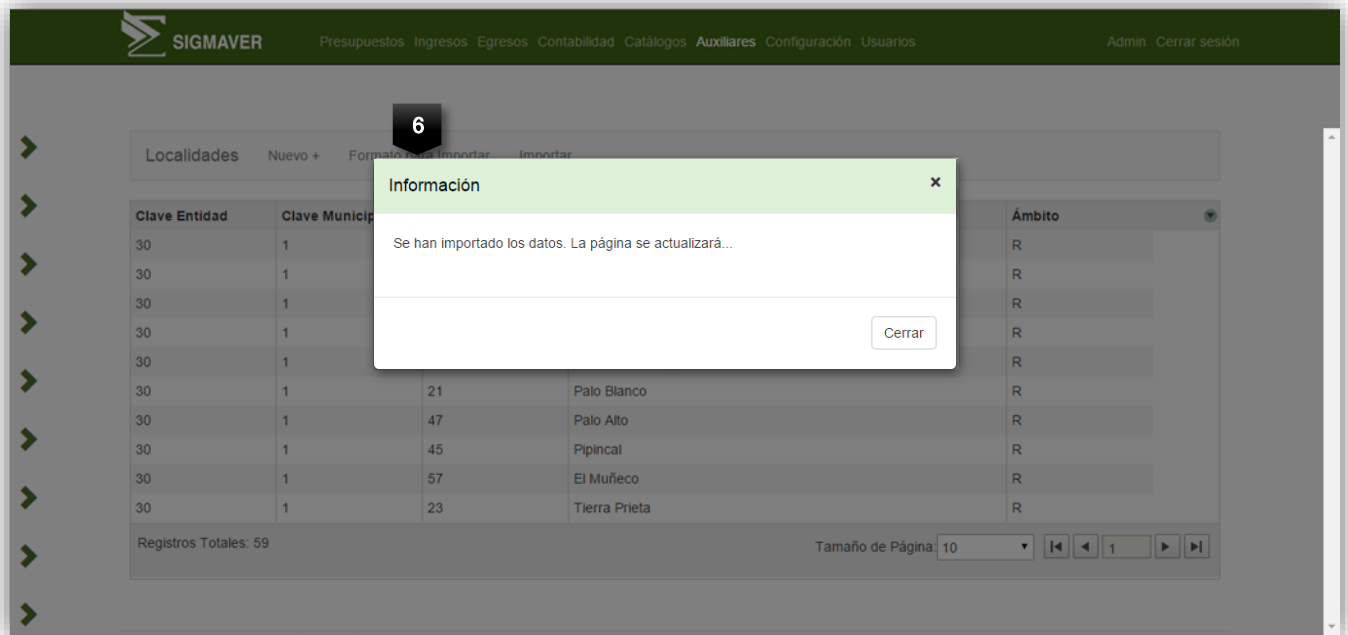 SIGMAVER Presupuestos Ingresos Egresos Contabilidad Catálogos Auxiliares Configuración Usuarios Admin Cerrar sesión
6
Localidades Nuevo + Formato para Importar Importar
Información ×
Clave Entidad Clave Municip Ámbito
Se han importado los datos. La página se actualizará...
30 1 R
30 1 R
30 1 R
30 1 R
Cerrar
30 1 R
30 1 21 Palo Blanco R
30 1 47 Palo Alto R
30 1 45 Pipincal R
30 1 57 El Muñeco R
30 1 23 Tierra Prieta R
Registros Totales: 59 Tamaño de Página: 10 1